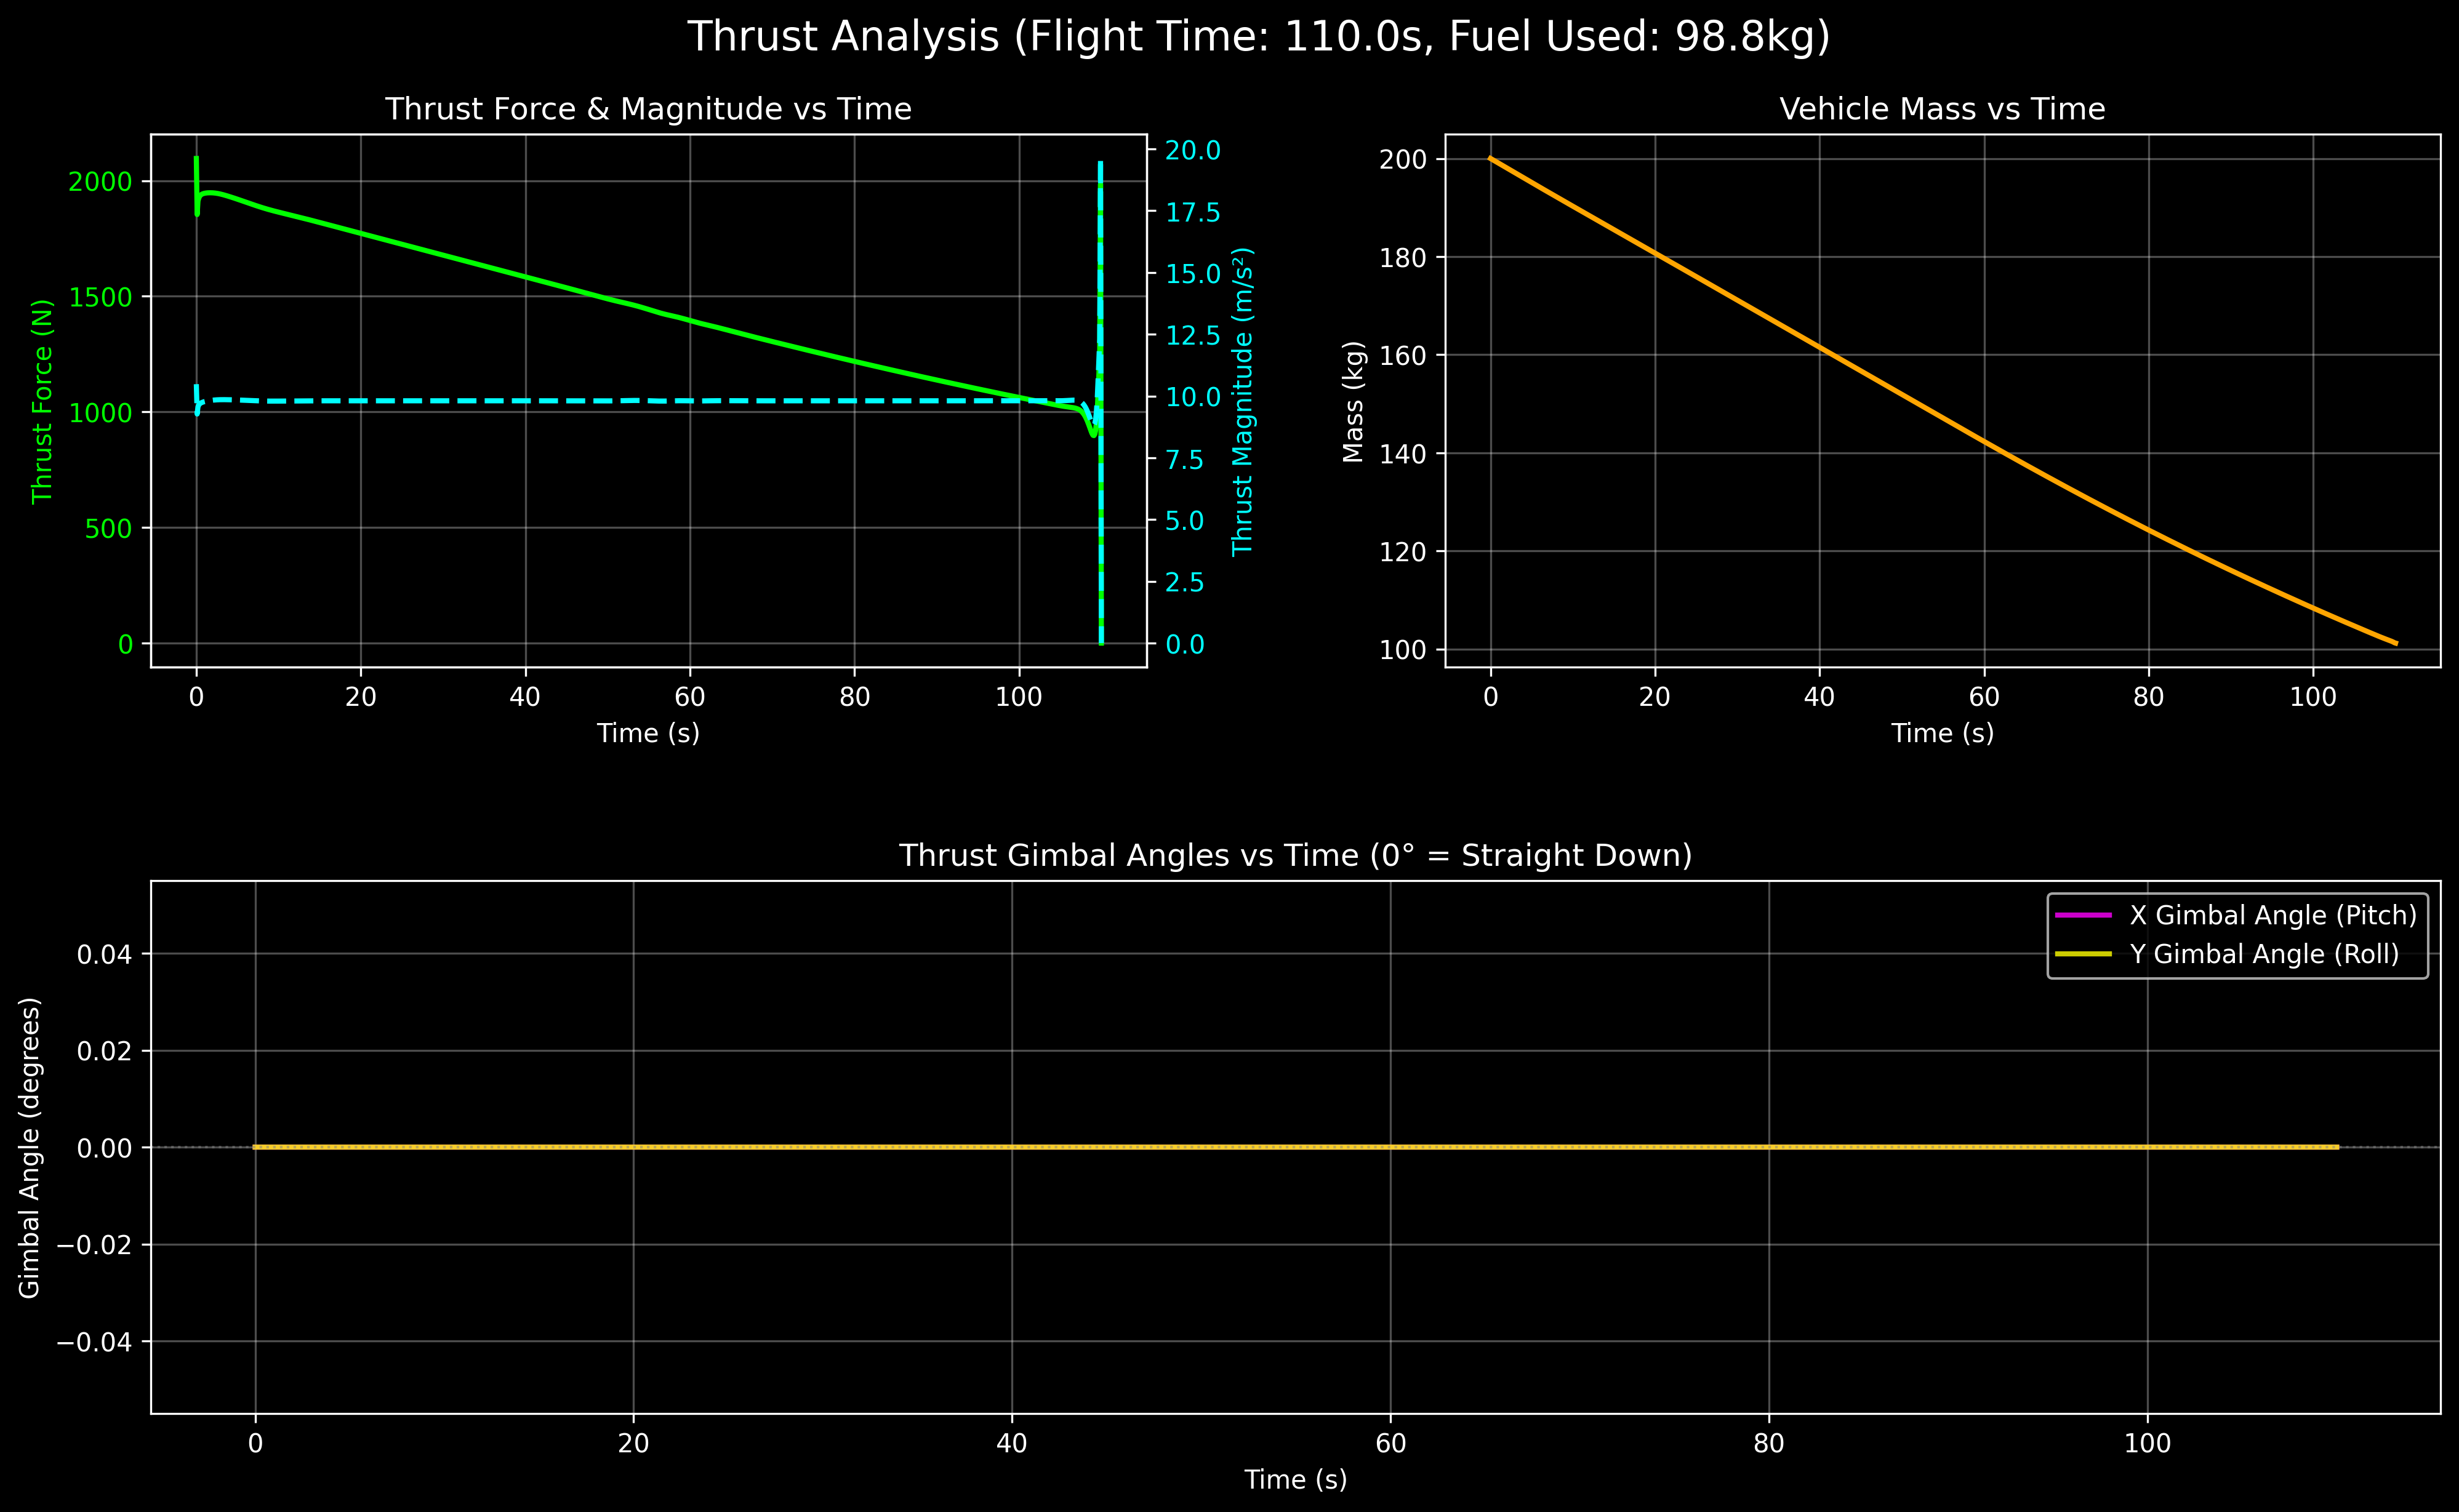 Thrust Analysis (Flight Time: 110.0s, Fuel Used: 98.8kg)
Thrust Force & Magnitude vs Time
Thrust Force (N)
2000
1500
1000
500
0
20.0
17.5
15.0
12.5
10.0
7.5
5.0
2.5
0.0
Thrust Magnitude (m/s²)
0 20 40 60 80 100
Time (s)
Vehicle Mass vs Time
Mass (kg)
200
180
160
140
120
100
0 20 40 60 80 100
Time (s)
Thrust Gimbal Angles vs Time (0° = Straight Down)
Gimbal Angle (degrees)
0.04
0.02
0.00
−0.02
−0.04
X Gimbal Angle (Pitch)
Y Gimbal Angle (Roll)
0 20 40 60 80 100
Time (s)